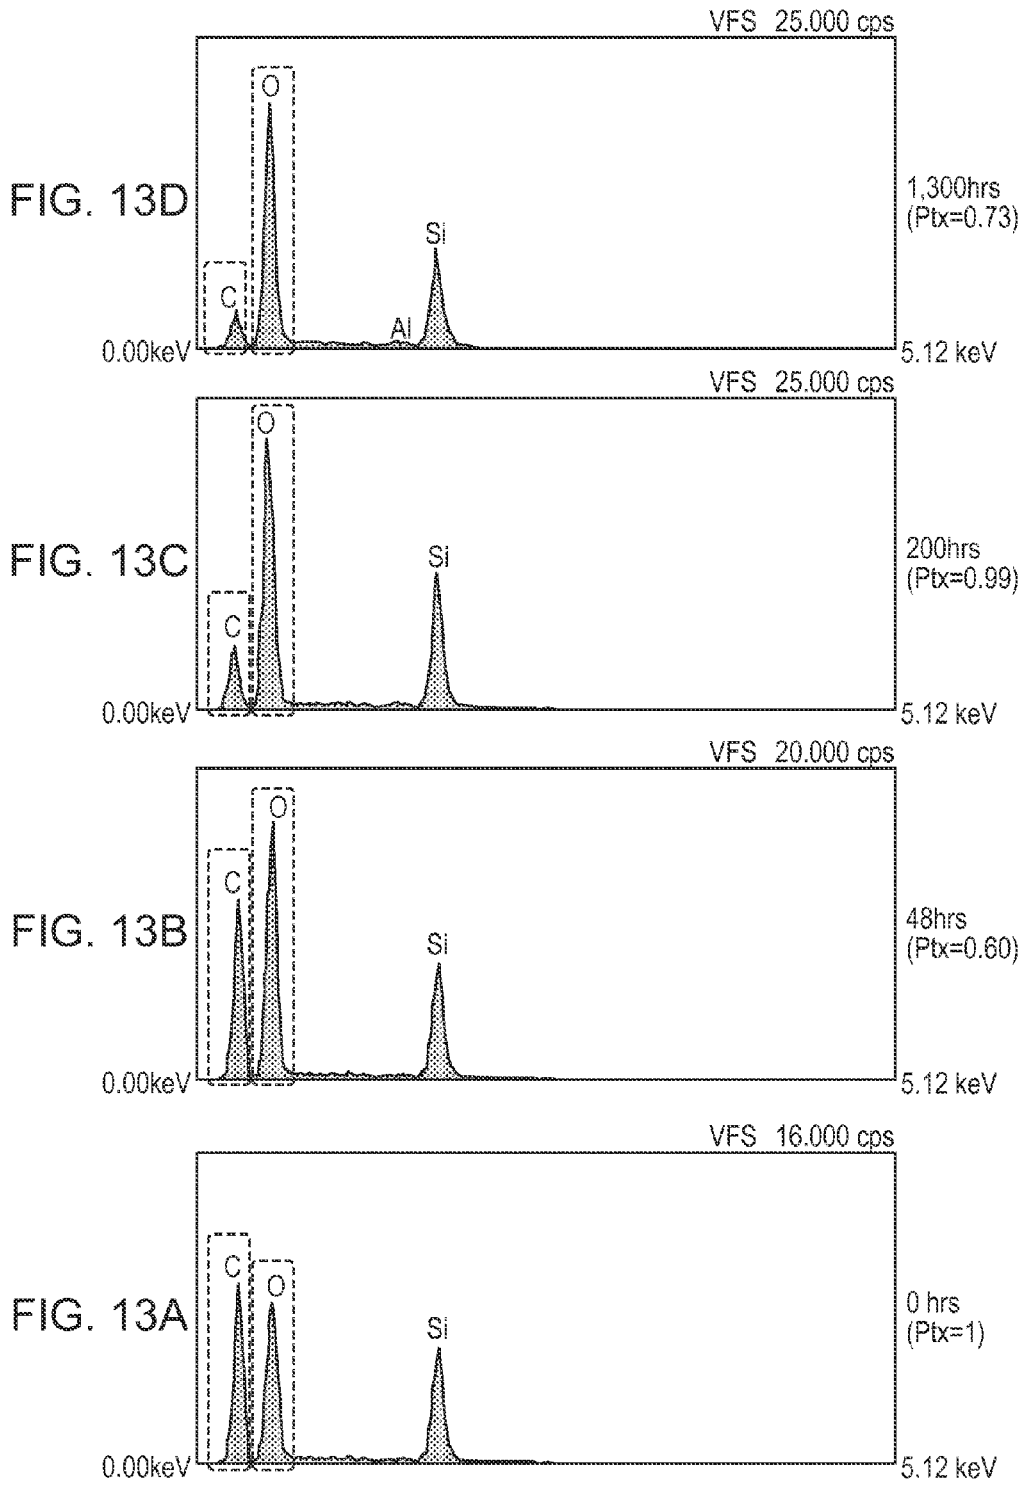 VFS 25.000 cps
O
FIG. 13D
1,300hrs
(Ptx=0.73)
Si
C
Al
0.00keV
5.12 keV
VFS 25.000 cps
O
FIG. 13C
200hrs
(Ptx=0.99)
Si
C
0.00keV
5.12 keV
VFS 20.000 cps
O
C
FIG. 13B
48hrs
(Ptx=0.60)
Si
0.00keV
5.12 keV
VFS 16.000 cps
C
O
FIG. 13A
0 hrs
(Ptx=1)
Si
0.00keV
5.12 keV